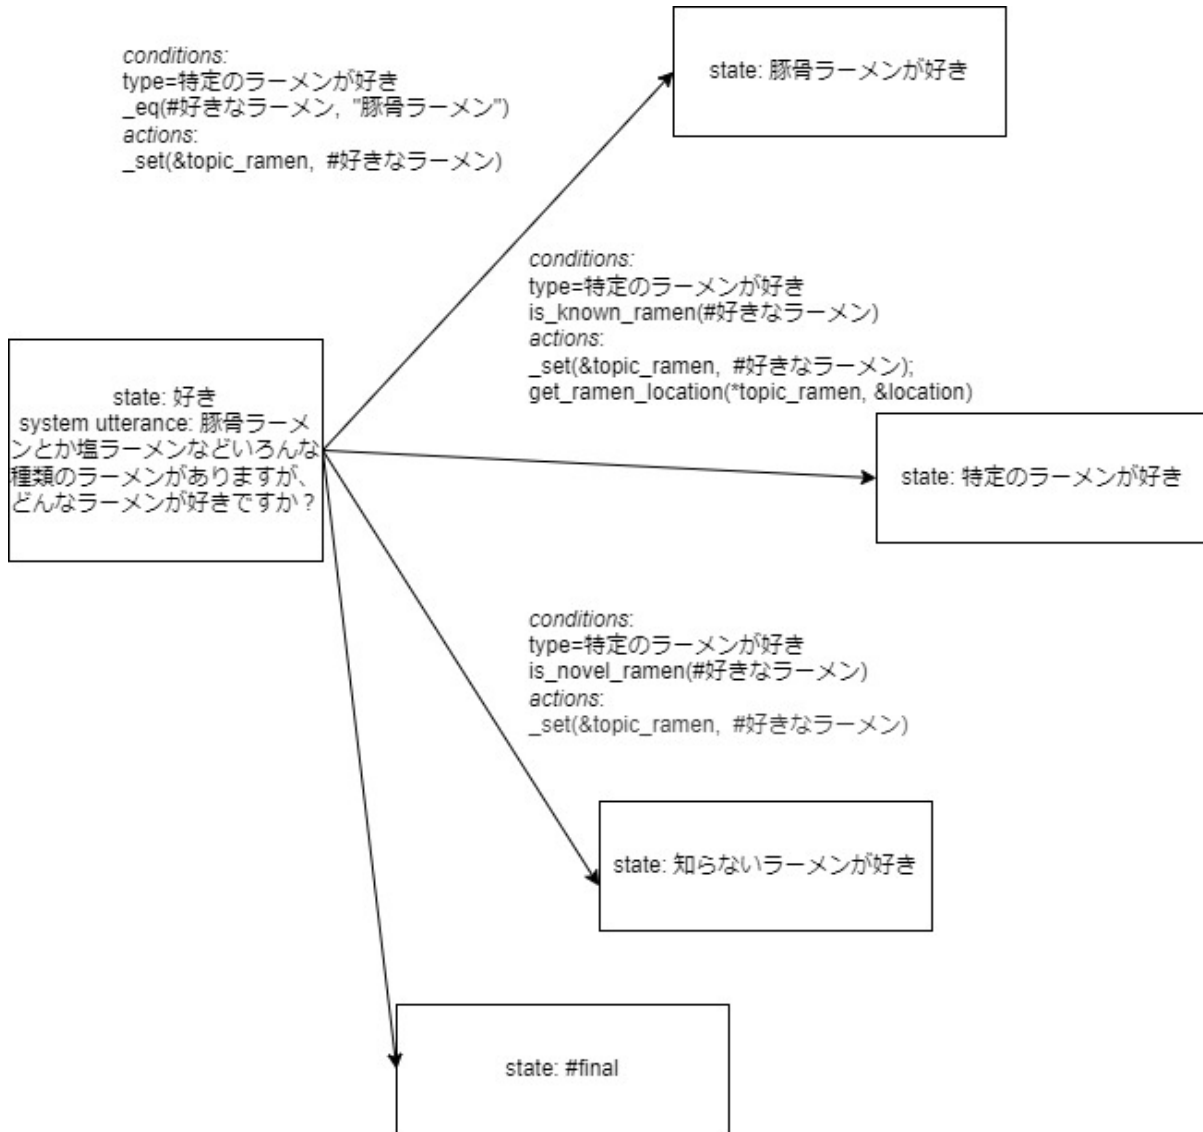 conditions:
type=特定のラーメンが好き
_eq(#好きなラーメン, "豚骨ラーメン")
actions:
_set(&topic_ramen, #好きなラーメン)
state: 豚骨ラーメンが好き
conditions:
type=特定のラーメンが好き
is_known_ramen(#好きなラーメン)
actions:
_set(&topic_ramen, #好きなラーメン);
get_ramen_location(*topic_ramen, &location)
state: 好き
system utterance: 豚骨ラーメ
ンとか塩ラーメンなどいろんな
種類のラーメンがありますが、
どんなラーメンが好きですか？
state: 特定のラーメンが好き
conditions:
type=特定のラーメンが好き
is_novel_ramen(#好きなラーメン)
actions:
_set(&topic_ramen, #好きなラーメン)
state: 知らないラーメンが好き
state: #final